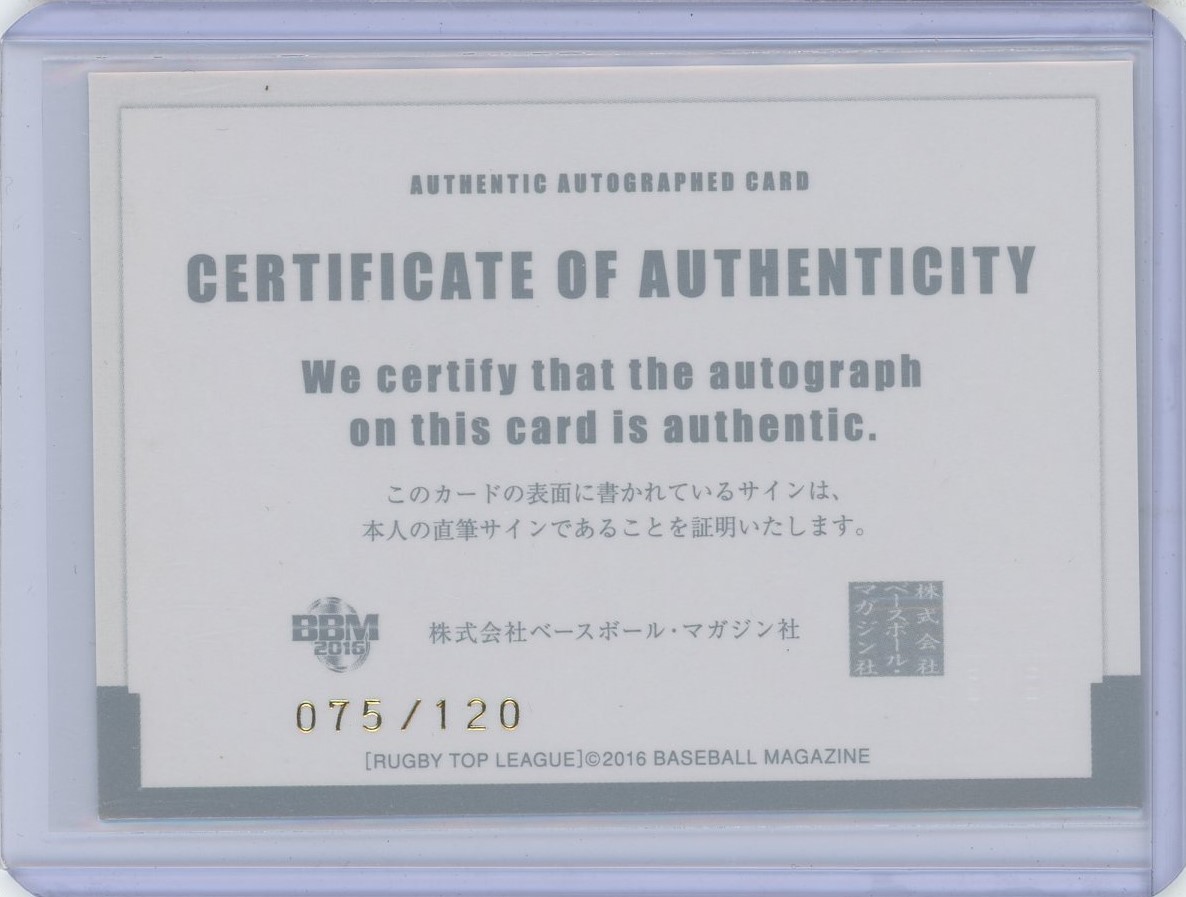 AUTHENTIC AUTOGRAPHED CARD
CERTIFICATE OF AUTHENTICITY
We certify that the autograph
on this card is authentic.
このカードの表面に書かれているサインは、
本人の直筆サインであることを証明いたします。
BBM
2016
株式会社ベースボール・マガジン社
株式会社
ベースボール・
マガジン社
075/120
[RUGBY TOP LEAGUE]©2016 BASEBALL MAGAZINE